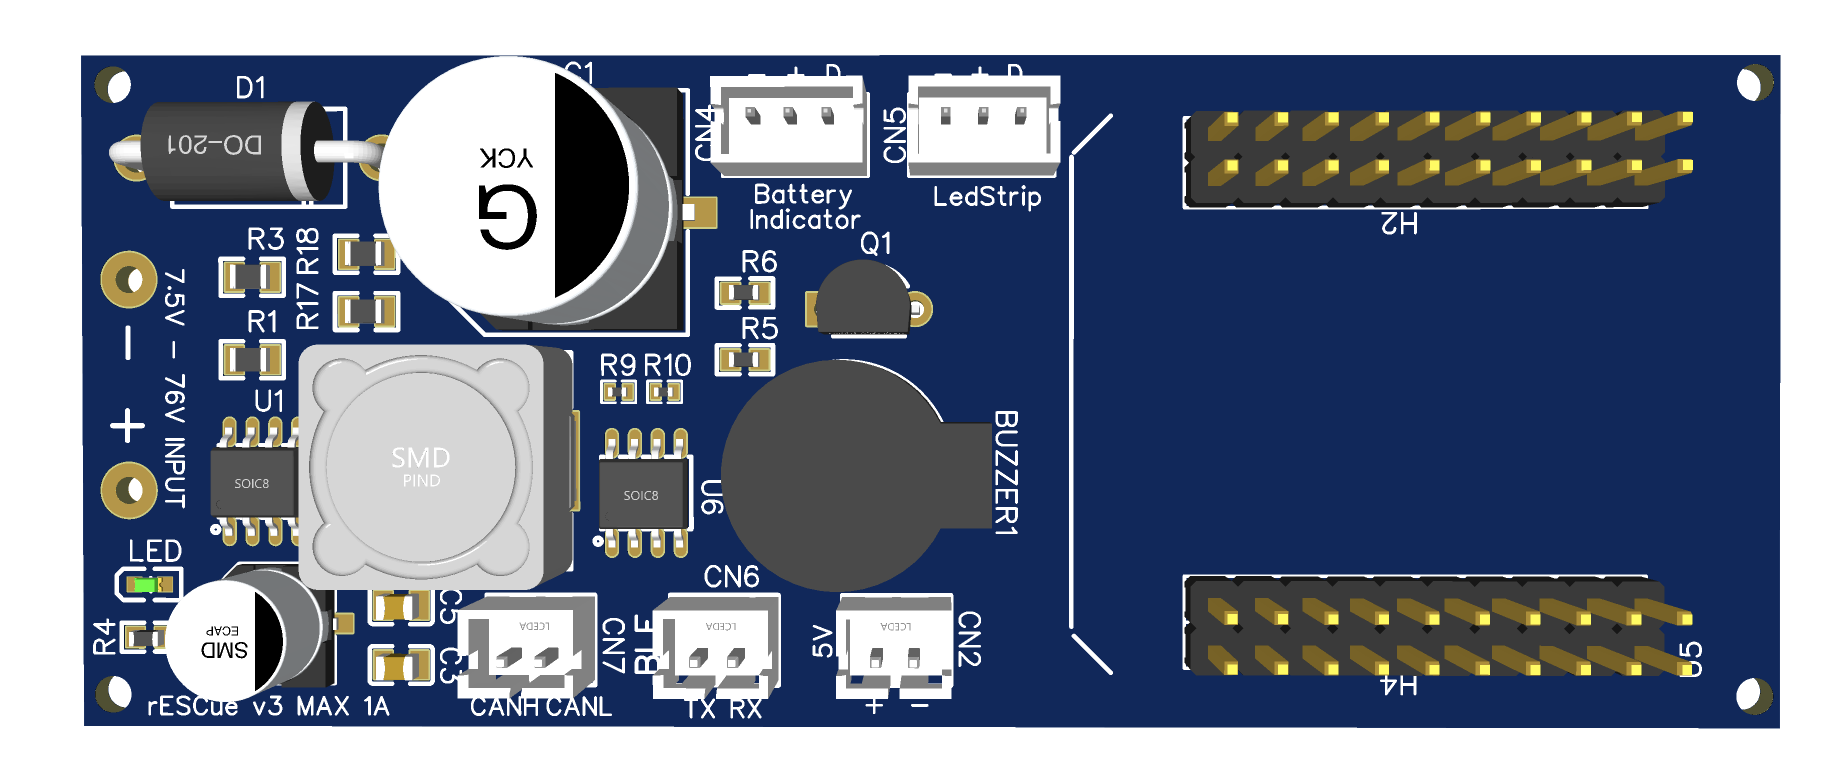 D1
DO-201
C1
YCK
G
- + D
CN4
Battery
Indicator
- + D
CN5
LedStrip
H2
R3
R18
R17
R1
7.5V - 76V INPUT
-
+
U1
SOIC8
SMD
PIND
R6
R5
Q1
R9 R10
SOIC8
U6
BUZZER1
LED
R4
SMD
ECAP
C5
C3
LCEDA
CN7
CANH CANL
CN6
BLE
LCEDA
TX RX
5V
LCEDA
CN2
+ -
H4
U5
rESCue v3 MAX 1A